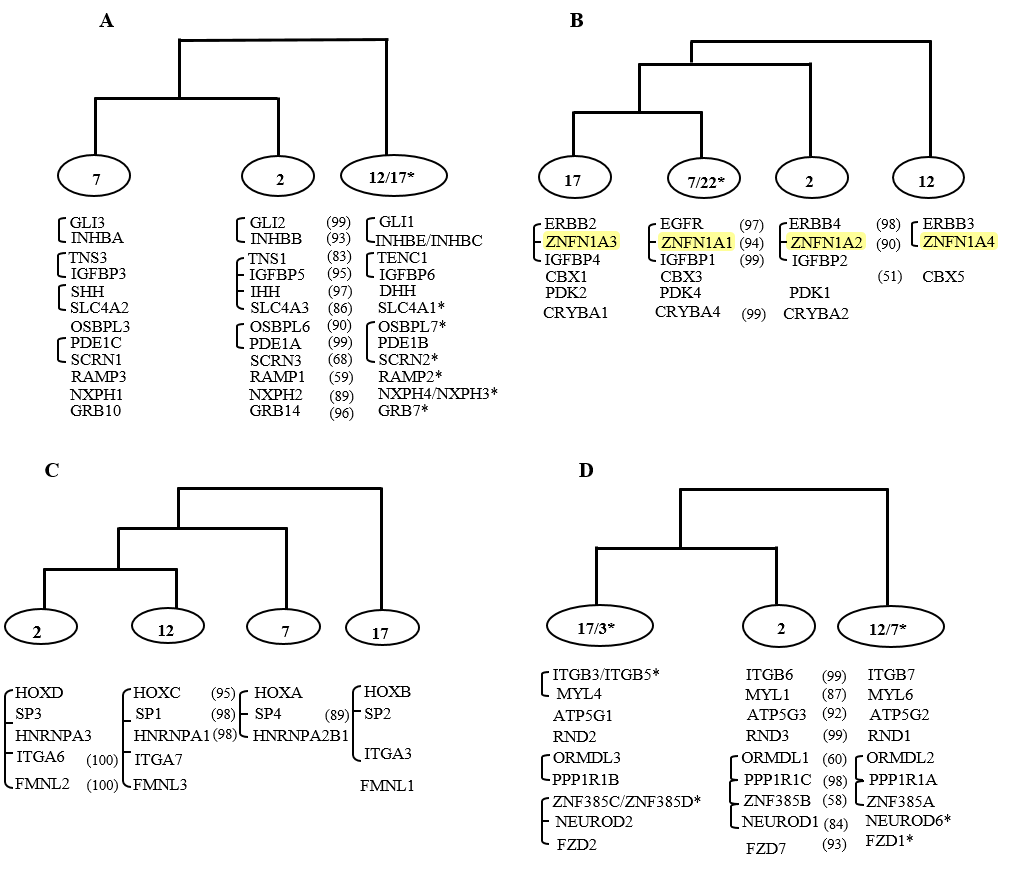 A
7 2 12/17*
GLI3 GLI2 (99) GLI1
INHBA INHBB (93) INHBE/INHBC
TNS3 TNS1 (83) TENC1
IGFBP3 IGFBP5 (95) IGFBP6
SHH IHH (97) DHH
SLC4A2 SLC4A3 (86) SLC4A1*
OSBPL3 OSBPL6 (90) OSBPL7*
PDE1C PDE1A (99) PDE1B
SCRN1 SCRN3 (68) SCRN2*
RAMP3 RAMP1 (59) RAMP2*
NXPH1 NXPH2 (89) NXPH4/NXPH3*
GRB10 GRB14 (96) GRB7*
B
17 7/22* 2 12
ERBB2 EGFR (97) ERBB4 (98) ERBB3
ZNFN1A3 ZNFN1A1 (94) ZNFN1A2 (90) ZNFN1A4
IGFBP4 IGFBP1 (99) IGFBP2
CBX1 CBX3 (51) CBX5
PDK2 PDK4 PDK1
CRYBA1 CRYBA4 (99) CRYBA2
C
2 12 7 17
HOXD HOXC (95) HOXA HOXB
SP3 SP1 (98) SP4 (89) SP2
HNRNPA3 HNRNPA1 (98) HNRNPA2B1
ITGA6 (100) ITGA7 ITGA3
FMNL2 (100) FMNL3 FMNL1
D
17/3* 2 12/7*
ITGB3/ITGB5* ITGB6 (99) ITGB7
MYL4 MYL1 (87) MYL6
ATP5G1 ATP5G3 (92) ATP5G2
RND2 RND3 (99) RND1
ORMDL3 ORMDL1 (60) ORMDL2
PPP1R1B PPP1R1C (98) PPP1R1A
ZNF385C/ZNF385D* ZNF385B (58) ZNF385A
NEUROD2 NEUROD1 (84) NEUROD6*
FZD2 FZD7 (93) FZD1*